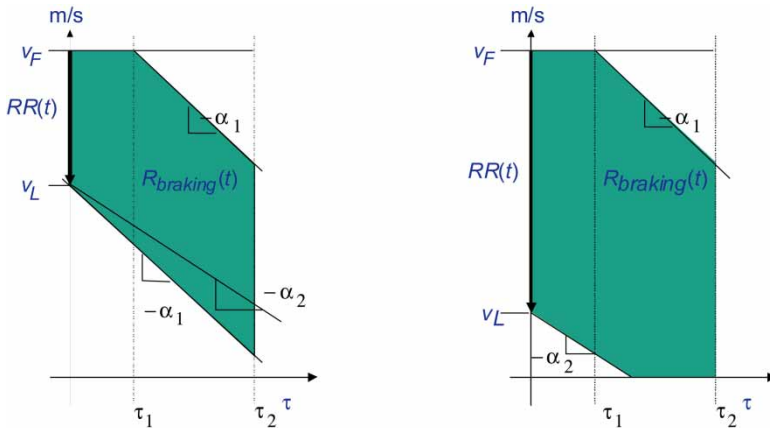 m/s
v_F
RR(t)
−α_1
R_braking(t)
v_L
−α_2
−α_1
τ_1
τ_2 τ
m/s
v_F
−α_1
RR(t)
R_braking(t)
v_L
−α_2
τ_1
τ_2 τ